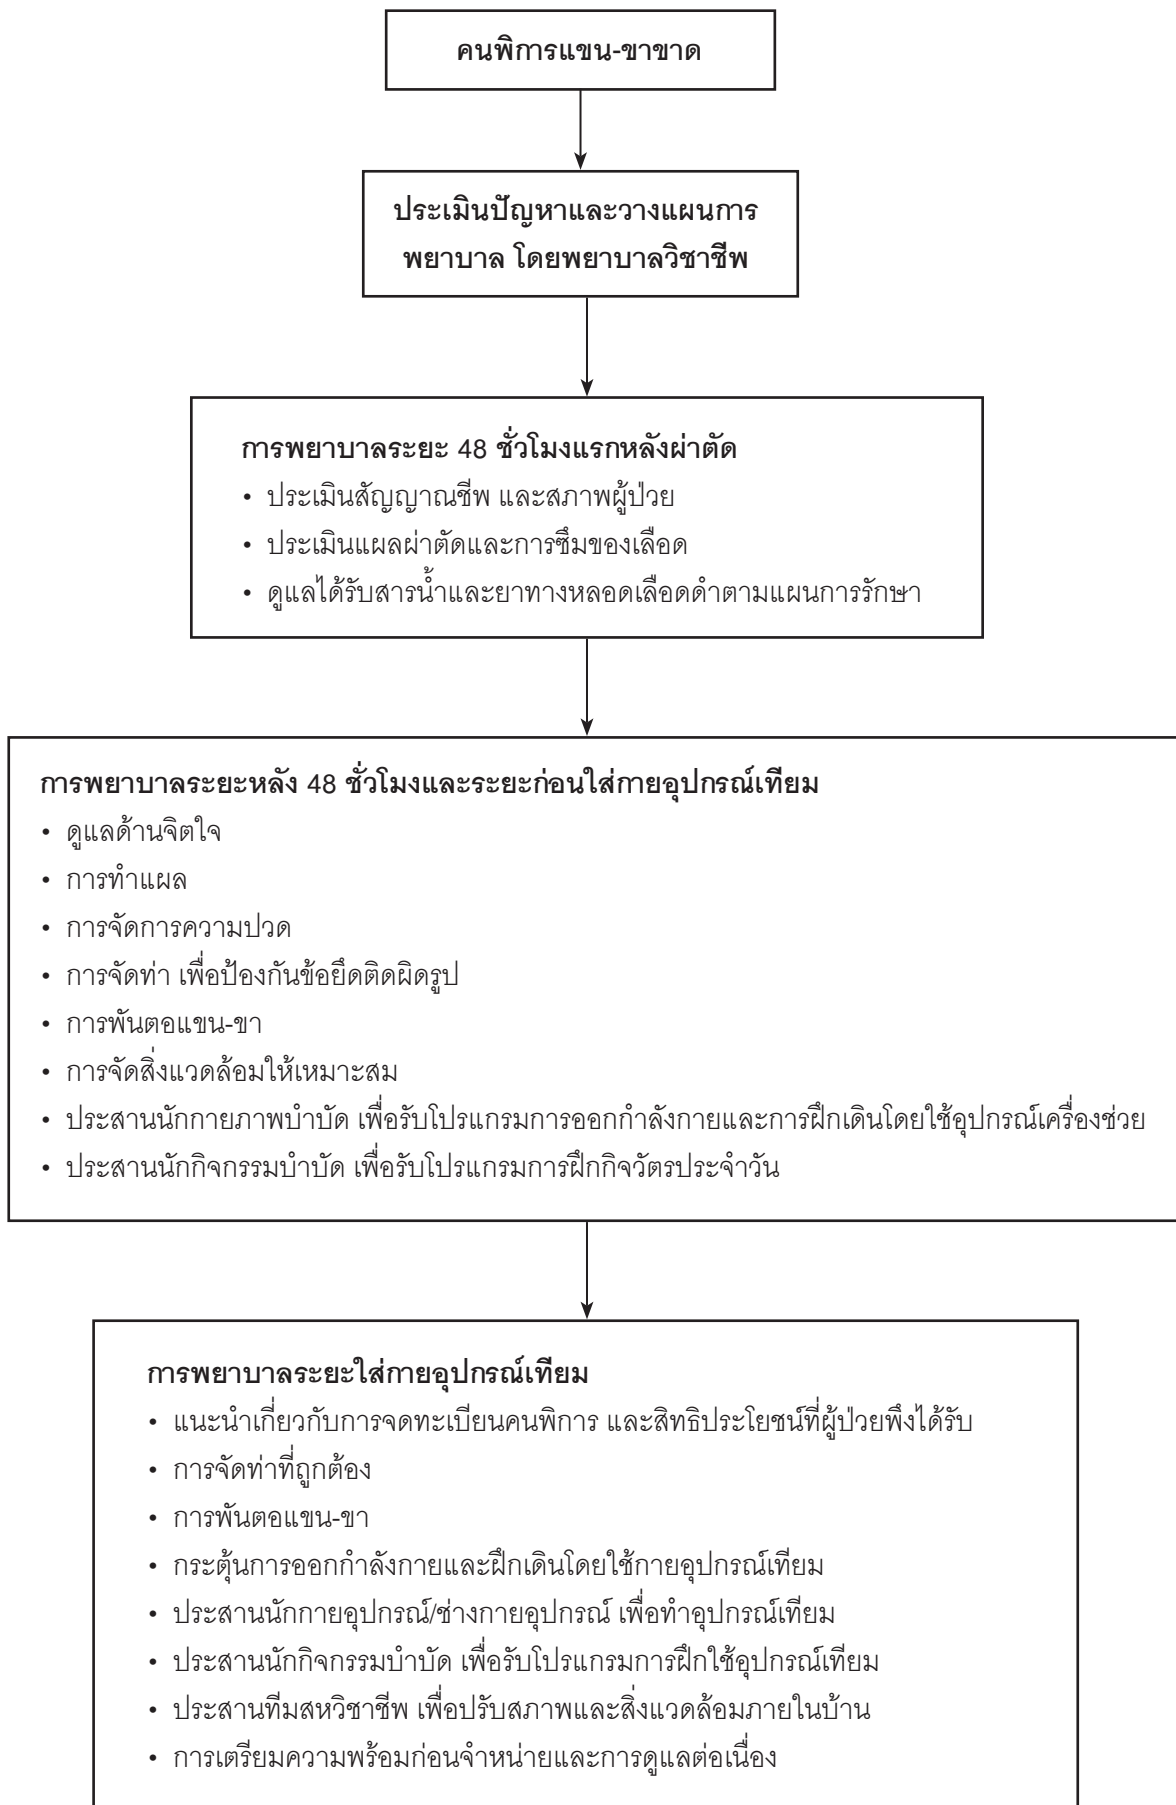 คนพิการแขน-ขาขาด
ประเมินปัญหาและวางแผนการ
พยาบาล โดยพยาบาลวิชาชีพ
การพยาบาลระยะ 48 ชั่วโมงแรกหลังผ่าตัด
• ประเมินสัญญาณชีพ และสภาพผู้ป่วย
• ประเมินแผลผ่าตัดและการซึมของเลือด
• ดูแลได้รับสารน้ำและยาทางหลอดเลือดดำตามแผนการรักษา
การพยาบาลระยะหลัง 48 ชั่วโมงและระยะก่อนใส่กายอุปกรณ์เทียม
• ดูแลด้านจิตใจ
• การทำแผล
• การจัดการความปวด
• การจัดท่า เพื่อป้องกันข้อยึดติดผิดรูป
• การพันตอแขน-ขา
• การจัดสิ่งแวดล้อมให้เหมาะสม
• ประสานนักกายภาพบำบัด เพื่อรับโปรแกรมการออกกำลังกายและการฝึกเดินโดยใช้อุปกรณ์เครื่องช่วย
• ประสานนักกิจกรรมบำบัด เพื่อรับโปรแกรมการฝึกกิจวัตรประจำวัน
การพยาบาลระยะใส่กายอุปกรณ์เทียม
• แนะนำเกี่ยวกับการจดทะเบียนคนพิการ และสิทธิประโยชน์ที่ผู้ป่วยพึงได้รับ
• การจัดท่าที่ถูกต้อง
• การพันตอแขน-ขา
• กระตุ้นการออกกำลังกายและฝึกเดินโดยใช้กายอุปกรณ์เทียม
• ประสานนักกายอุปกรณ์/ช่างกายอุปกรณ์ เพื่อทำอุปกรณ์เทียม
• ประสานนักกิจกรรมบำบัด เพื่อรับโปรแกรมการฝึกใช้อุปกรณ์เทียม
• ประสานทีมสหวิชาชีพ เพื่อปรับสภาพและสิ่งแวดล้อมภายในบ้าน
• การเตรียมความพร้อมก่อนจำหน่ายและการดูแลต่อเนื่อง